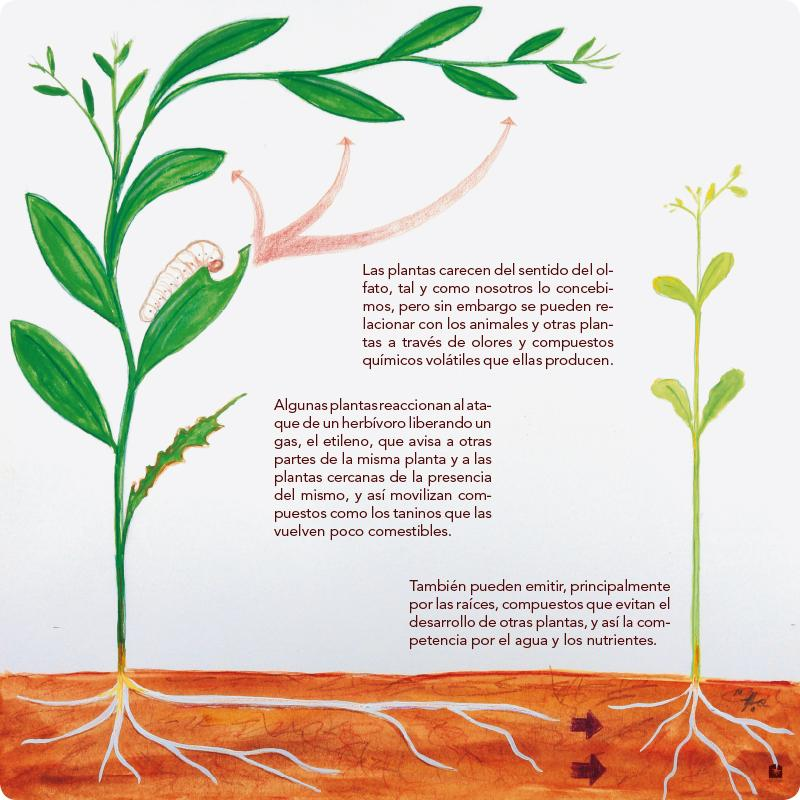 Las plantas carecen del sentido del ol-
fato, tal y como nosotros lo concebi-
mos, pero sin embargo se pueden re-
lacionar con los animales y otras plan-
tas a través de olores y compuestos
químicos volátiles que ellas producen.
Algunas plantas reaccionan al ata-
que de un herbívoro liberando un
gas, el etileno, que avisa a otras
partes de la misma planta y a las
plantas cercanas de la presencia
del mismo, y así movilizan com-
puestos como los taninos que las
vuelven poco comestibles.
También pueden emitir, principalmente
por las raíces, compuestos que evitan el
desarrollo de otras plantas, y así la com-
petencia por el agua y los nutrientes.